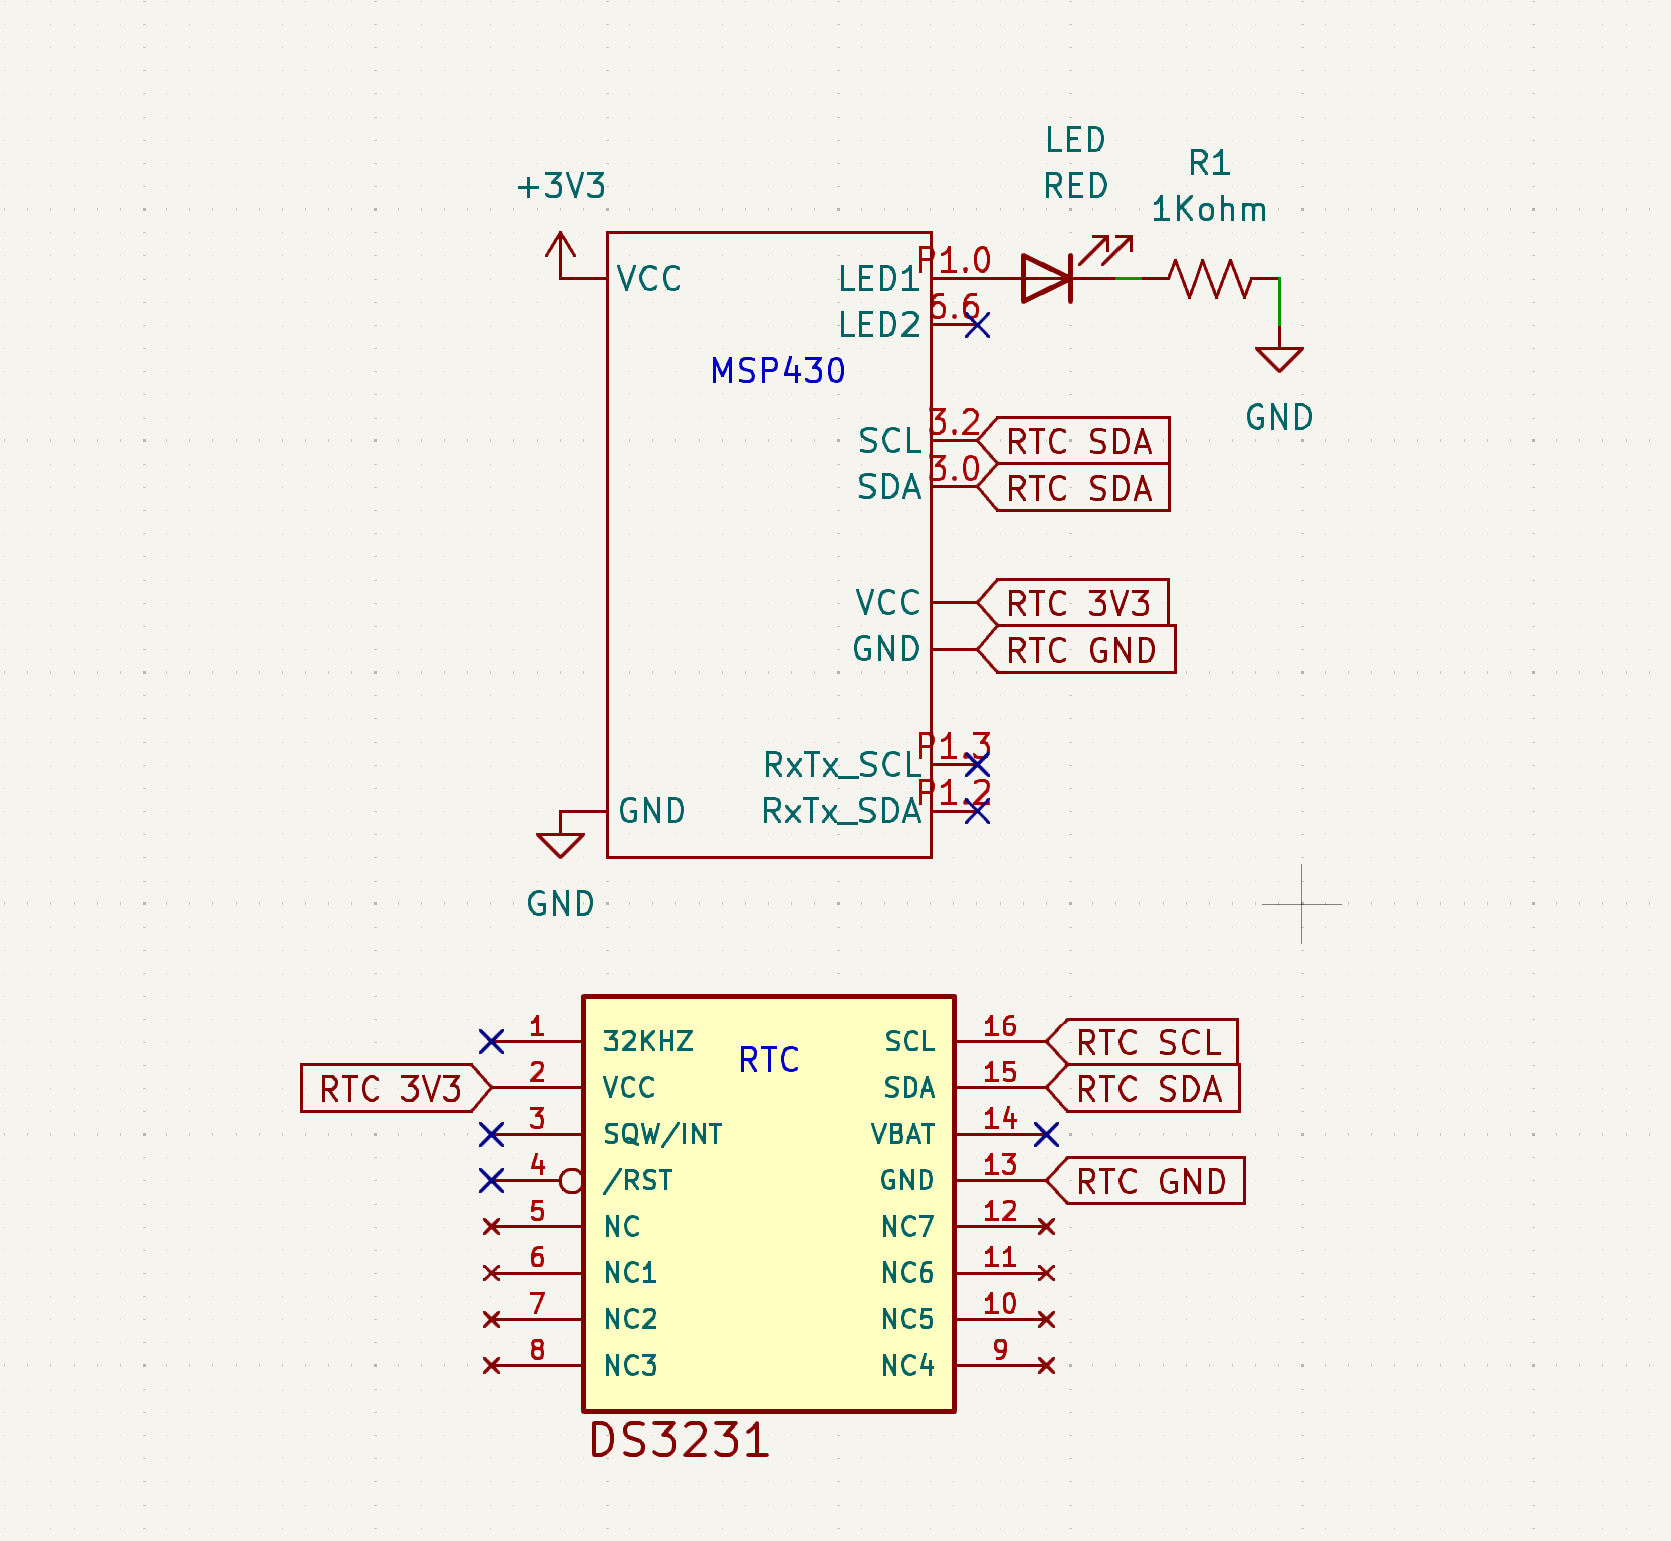 LED
RED
R1
1Kohm
+3V3
VCC
LED1
P1.0
LED2
6.6
MSP430
GND
SCL
3.2
RTC SDA
SDA
3.0
RTC SDA
VCC
RTC 3V3
GND
RTC GND
RxTx_SCL
P1.3
GND
RxTx_SDA
P1.2
GND
RTC
1
32KHZ
SCL
16
RTC SCL
RTC 3V3
2
VCC
SDA
15
RTC SDA
3
SQW/INT
VBAT
14
4
/RST
GND
13
RTC GND
5
NC
NC7
12
6
NC1
NC6
11
7
NC2
NC5
10
8
NC3
NC4
9
DS3231